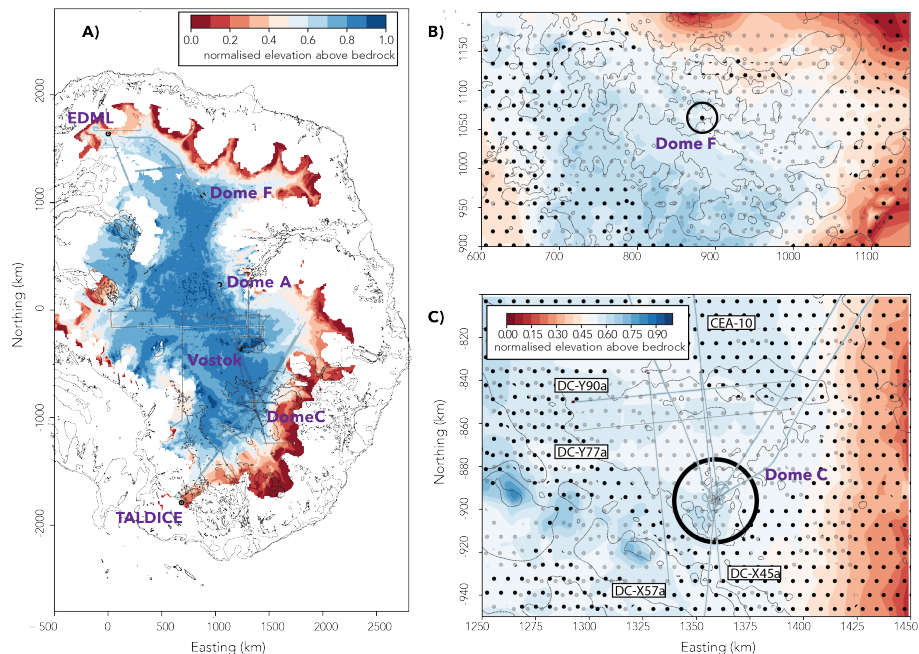 A)
0.0 0.2 0.4 0.6 0.8 1.0
normalised elevation above bedrock
2000
1000
0
1000
2000
Northing (km)
EDML
Dome F
Dome A
Vostok
DomeC
TALDICE
− 500 0 500 1000 1500 2000 2500
Easting (km)
B)
1150
1100
1050
1000
950
900
Dome F
600 700 800 900 1000 1100
C)
0.00 0.15 0.30 0.45 0.60 0.75 0.90
normalised elevation above bedrock
820
840
860
880
900
920
940
Northing (km)
CEA-10
DC-Y90a
DC-Y77a
Dome C
DC-X45a
DC-X57a
1250 1275 1300 1325 1350 1375 1400 1425 1450
Easting (km)